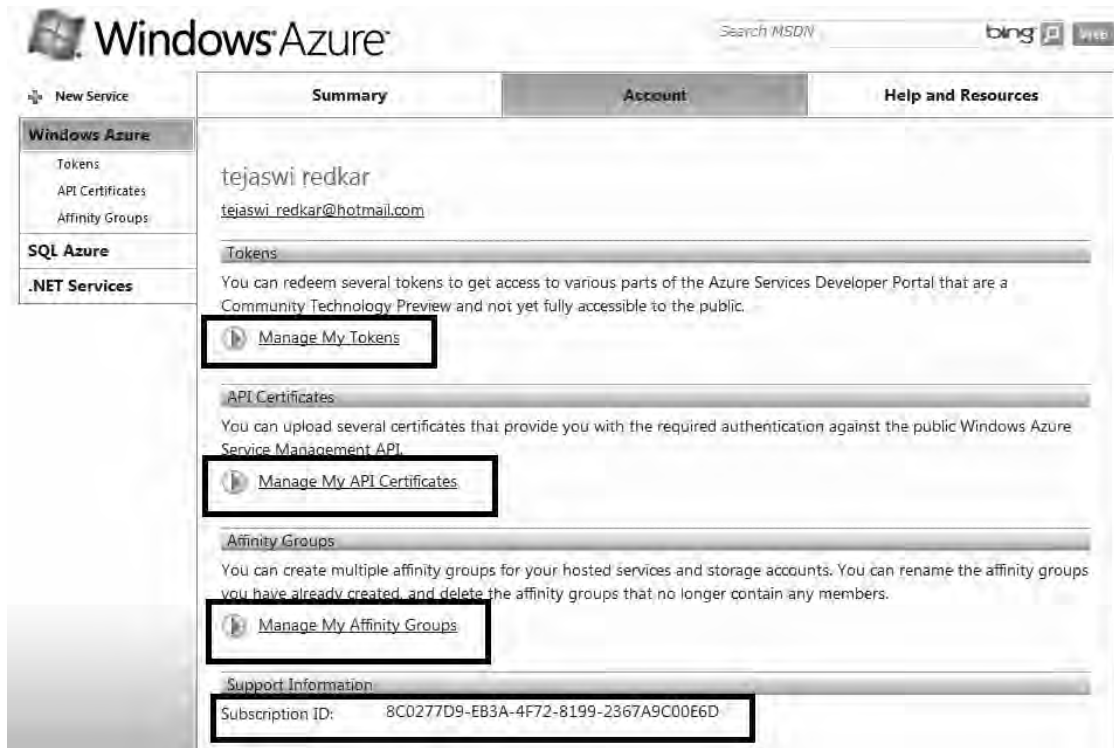 Windows Azure
Search MSDN
bing
Web
New Service
Summary
Account
Help and Resources
Windows Azure
Tokens
API Certificates
Affinity Groups
SQL Azure
.NET Services
tejaswi redkar
tejaswi_redkar@hotmail.com
Tokens
You can redeem several tokens to get access to various parts of the Azure Services Developer Portal that are a
Community Technology Preview and not yet fully accessible to the public.
Manage My Tokens
API Certificates
You can upload several certificates that provide you with the required authentication against the public Windows Azure
Service Management API.
Manage My API Certificates
Affinity Groups
You can create multiple affinity groups for your hosted services and storage accounts. You can rename the affinity groups
you have already created, and delete the affinity groups that no longer contain any members.
Manage My Affinity Groups
Support Information
Subscription ID: 8C0277D9-EB3A-4F72-8199-2367A9C00E6D